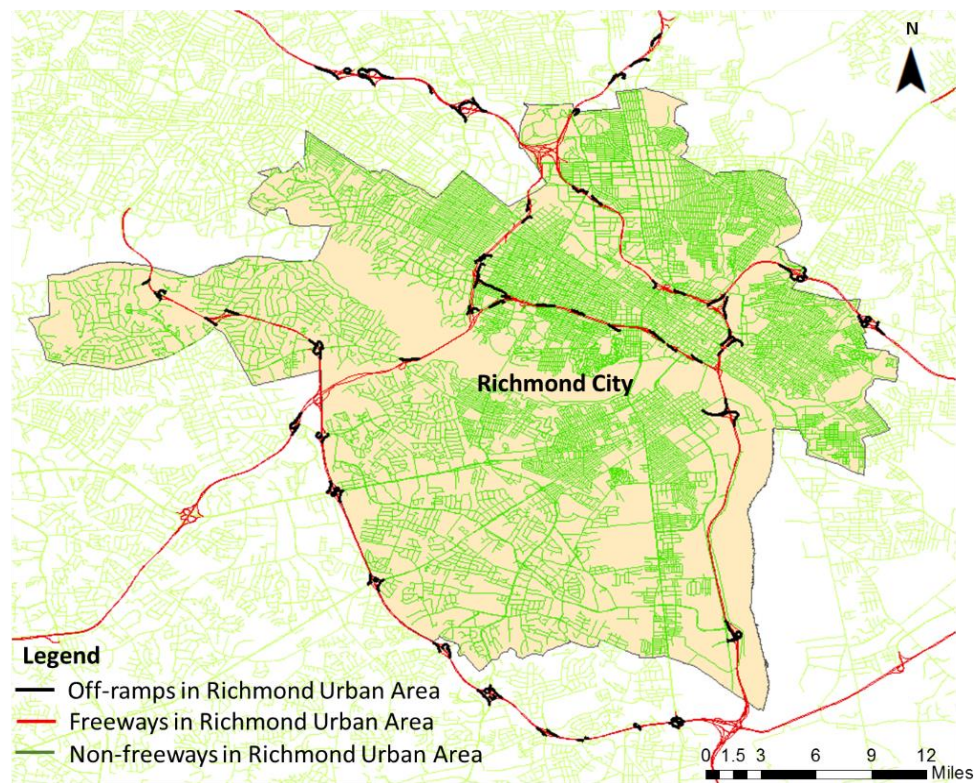 N
Richmond City
Legend
Off-ramps in Richmond Urban Area
Freeways in Richmond Urban Area
Non-freeways in Richmond Urban Area
0 1.5 3 6 9 12
Miles